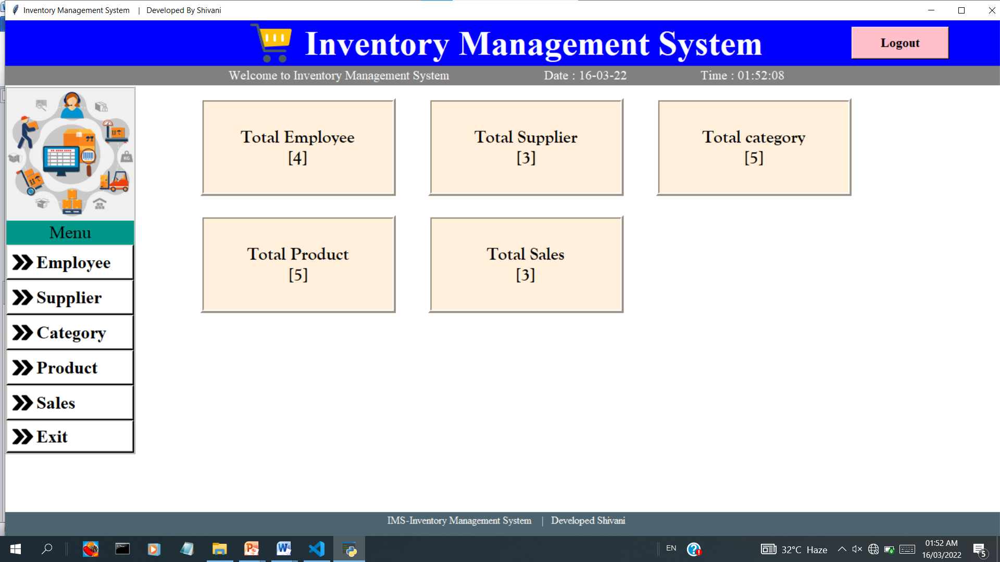 Inventory Management System | Developed By Shivani
Inventory Management System
Logout
Welcome to Inventory Management System Date : 16-03-22 Time : 01:52:08
Total Employee
[4]
Total Supplier
[3]
Total category
[5]
Total Product
[5]
Total Sales
[3]
KG
Menu
Employee
Supplier
Category
Product
Sales
Exit
IMS-Inventory Management System | Developed Shivani
EN
32°C Haze
01:52 AM
16/03/2022
5